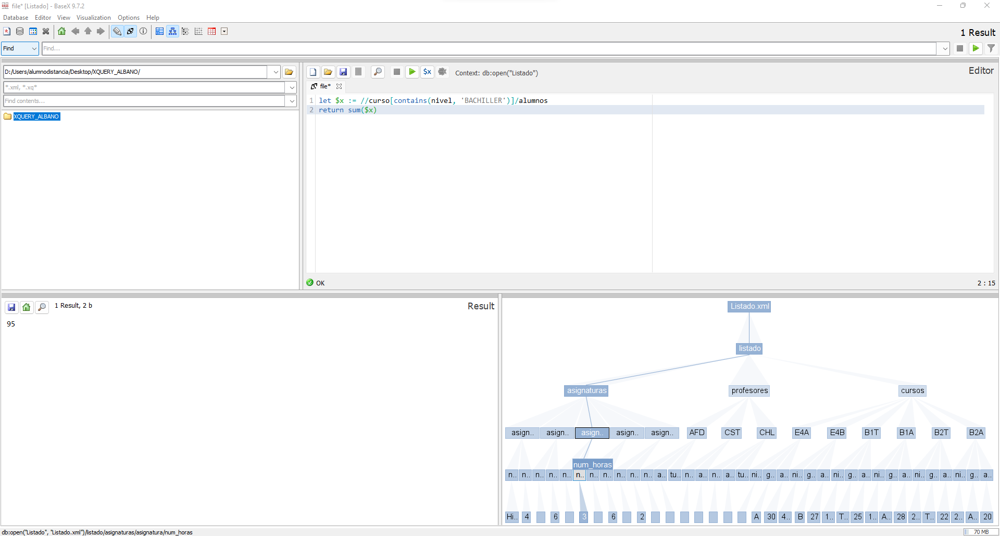 file* [Listado] - BaseX 9.7.2
Database Editor View Visualization Options Help
1 Result
Find Find...
D:/Users/alumnodistancia/Desktop/XQUERY_ALBANO/
*.xml, *.xq*
Find contents...
XQUERY_ALBANO
$x Context: db:open("Listado")
Editor
file*
1 let $x := //curso[contains(nivel, 'BACHILLER')]/alumnos
2 return sum($x)
OK
2 : 15
1 Result, 2 b
Result
95
Listado.xml
listado
asignaturas profesores cursos
asign.. asign.. asign.. asign.. asign.. AFD CST CHL E4A E4B B1T B1A B2T B2A
num_horas
n.. n.. n.. n.. n.. n.. n.. n.. n.. n.. n.. a.. tu.. n.. a.. n.. a.. tu.. ni.. g.. a.. ni.. g.. a.. ni.. g.. a.. ni.. g.. a.. ni.. g.. a.. ni.. g.. a..
Hi.. 4 6 3 6 2 A 30 4.. B 27 1.. T.. 25 1.. A.. 28 2.. T.. 22 2.. A.. 20
db:open("Listado", "Listado.xml")/listado/asignaturas/asignatura/num_horas
70 MB